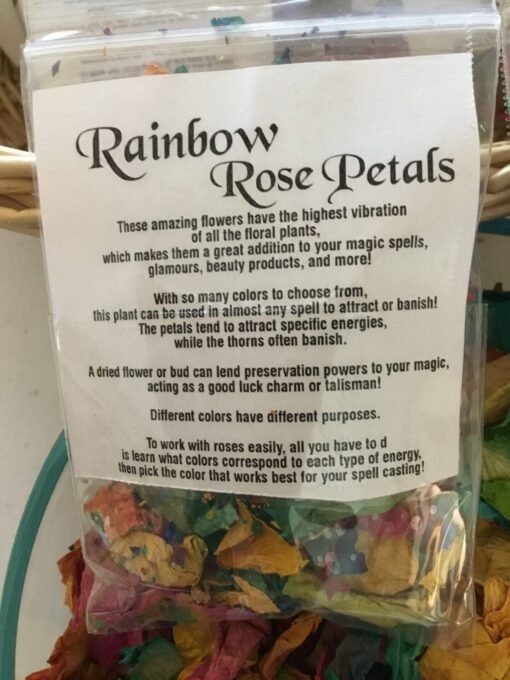 Rainbow
Rose Petals
These amazing flowers have the highest vibration
of all the floral plants,
which makes them a great addition to your magic spells,
glamours, beauty products, and more!
With so many colors to choose from,
this plant can be used in almost any spell to attract or banish!
The petals tend to attract specific energies,
while the thorns often banish.
A dried flower or bud can lend preservation powers to your magic,
acting as a good luck charm or talisman!
Different colors have different purposes.
To work with roses easily, all you have to d
is learn what colors correspond to each type of energy,
then pick the color that works best for your spell casting!